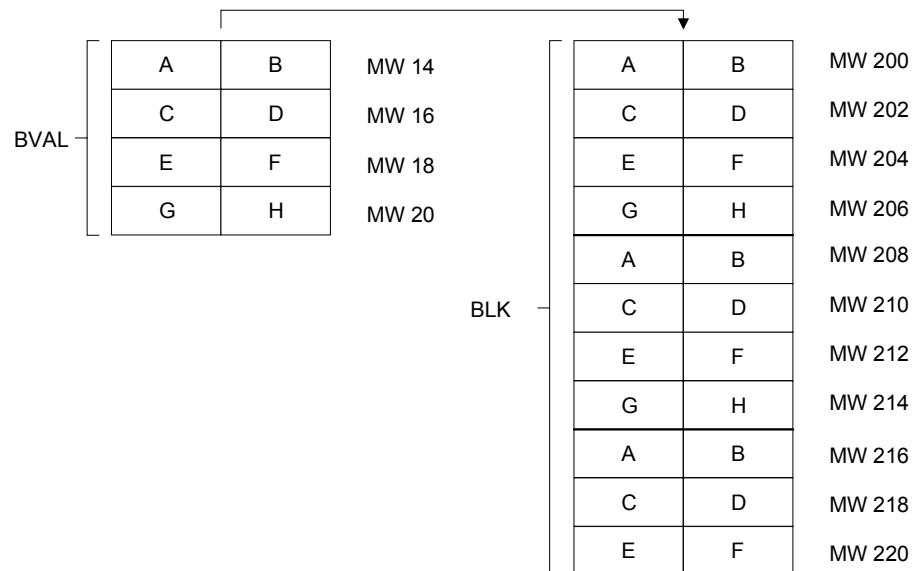 A B MW 14
C D MW 16
BVAL
E F MW 18
G H MW 20
A B MW 200
C D MW 202
E F MW 204
G H MW 206
A B MW 208
BLK
C D MW 210
E F MW 212
G H MW 214
A B MW 216
C D MW 218
E F MW 220